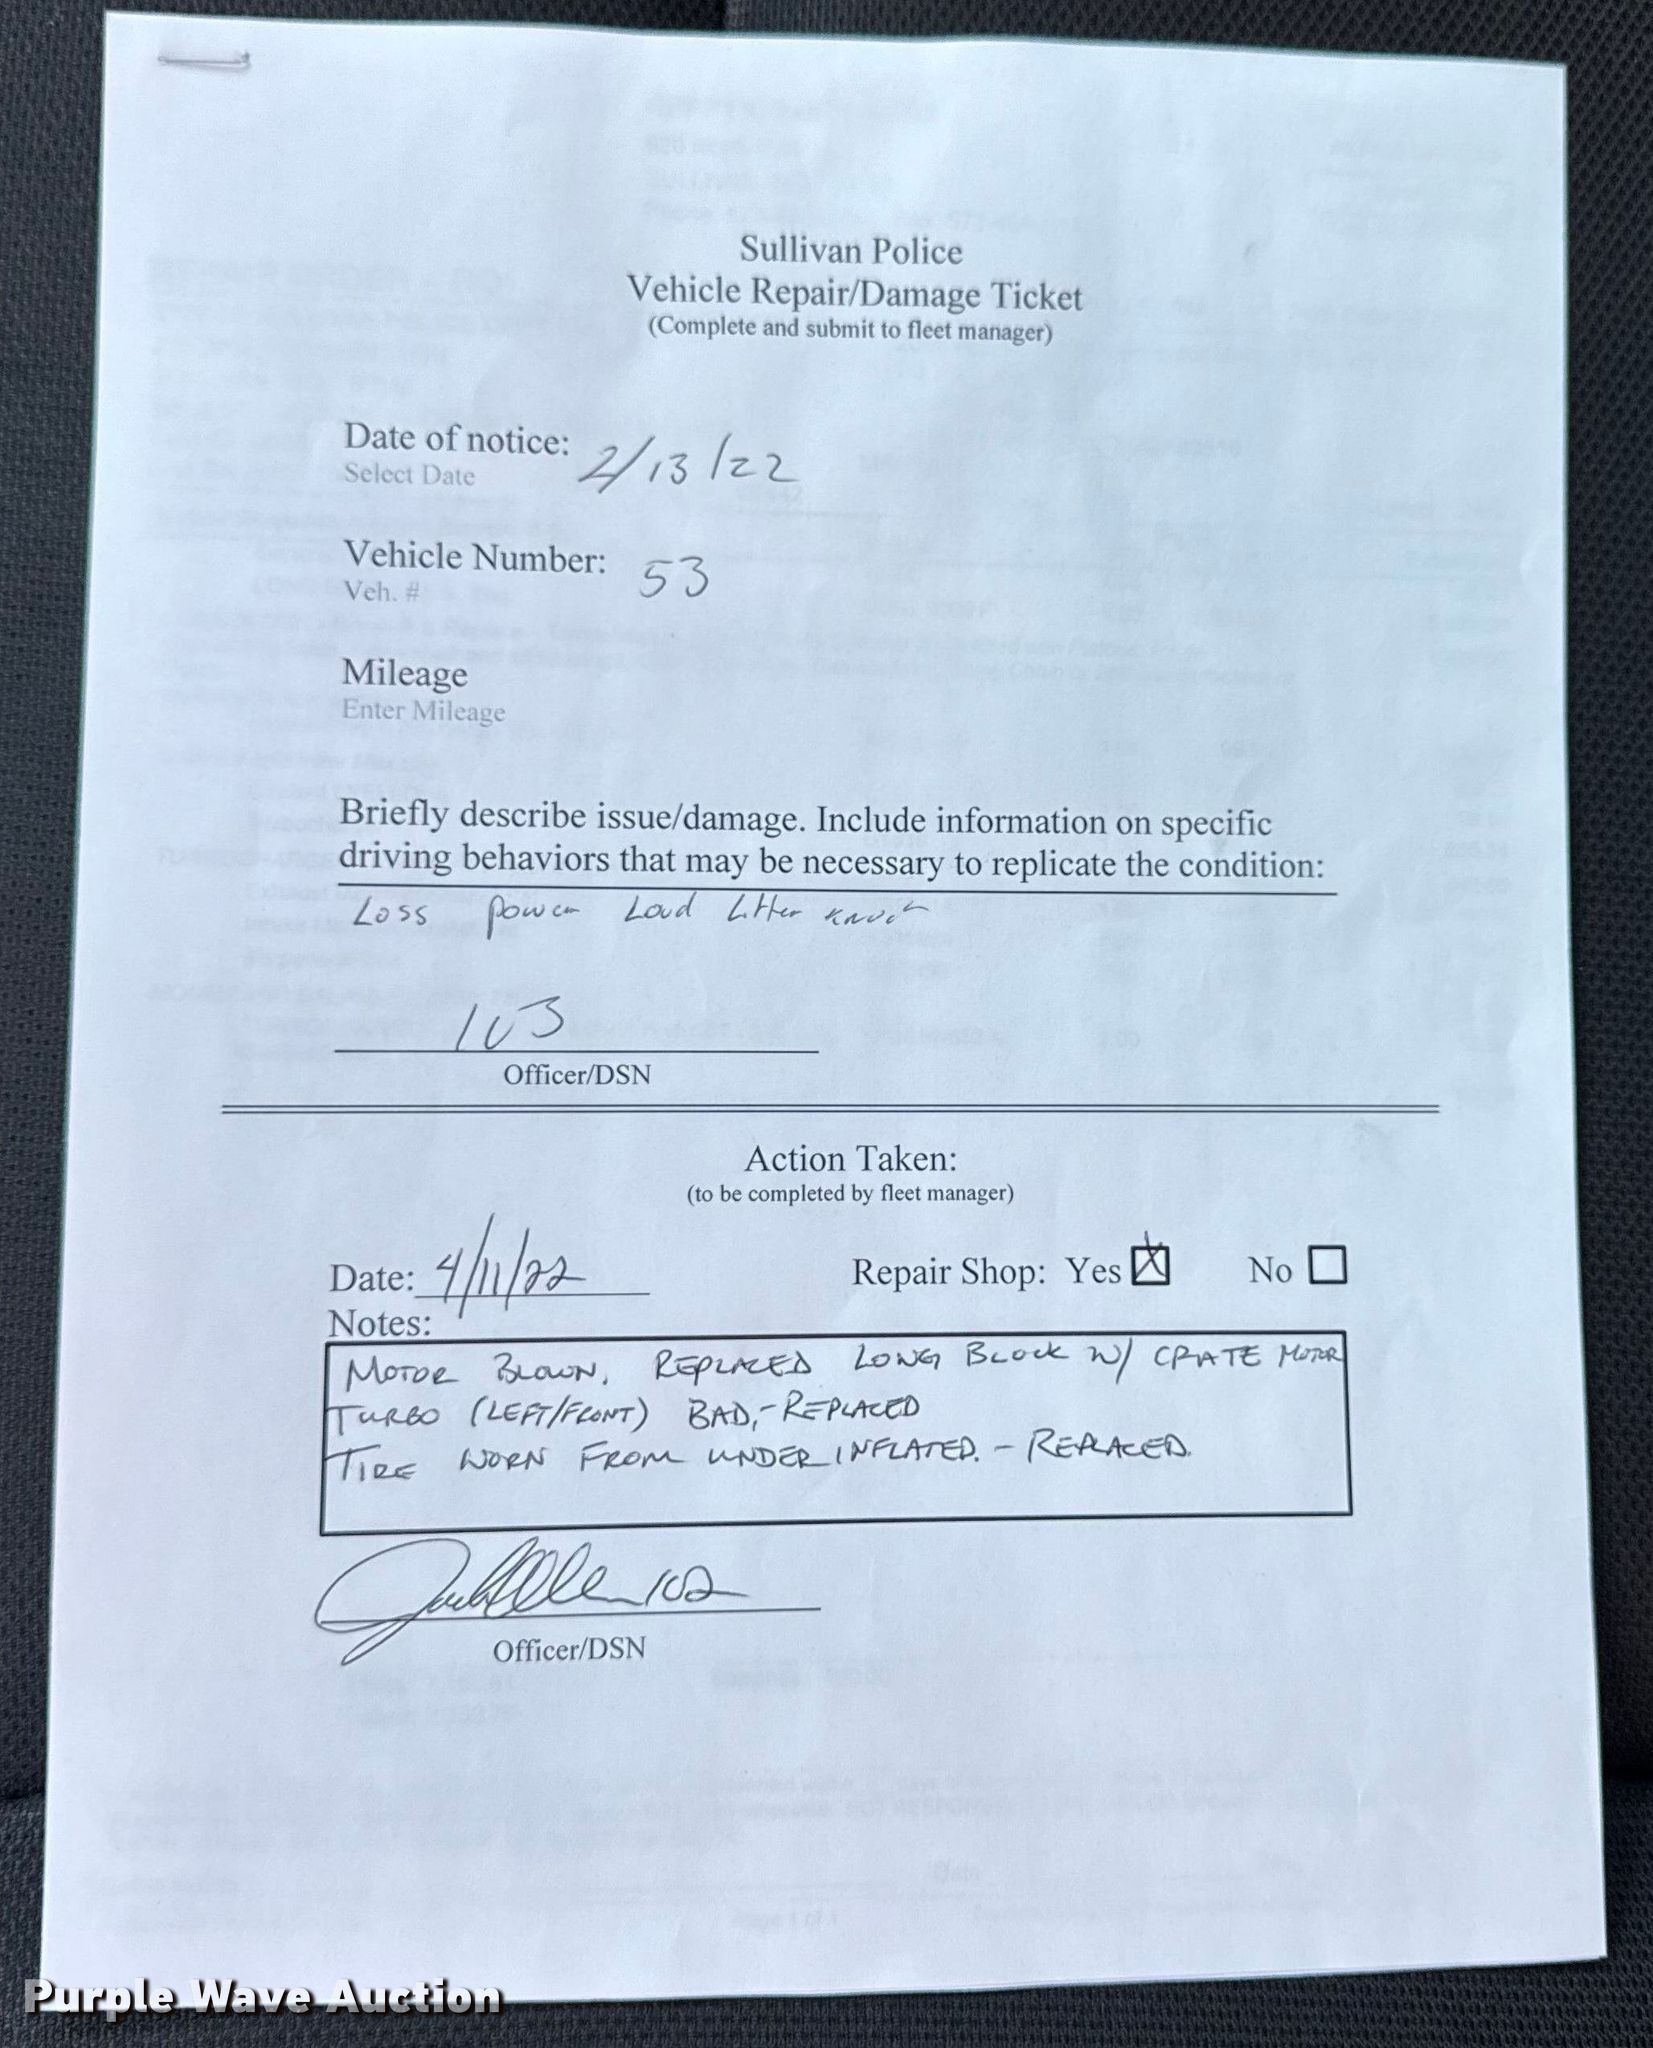 Sullivan Police
Vehicle Repair/Damage Ticket
(Complete and submit to fleet manager)
Date of notice: 2/13/22
Select Date
Vehicle Number: 53
Veh. #
Mileage
Enter Mileage
Briefly describe issue/damage. Include information on specific
driving behaviors that may be necessary to replicate the condition:
Loss power Loud Litter knock
103
Officer/DSN
Action Taken:
(to be completed by fleet manager)
Date: 4/11/22 Repair Shop: Yes ☒ No ☐
Notes:
MOTOR BLOWN, REPLACED LONG BLOCK W/ CRATE MOTOR
TURBO (LEFT/FRONT) BAD,-REPLACED
TIRE WORN FROM UNDER INFLATED. - REPLACED.
102
Officer/DSN
Purple Wave Auction